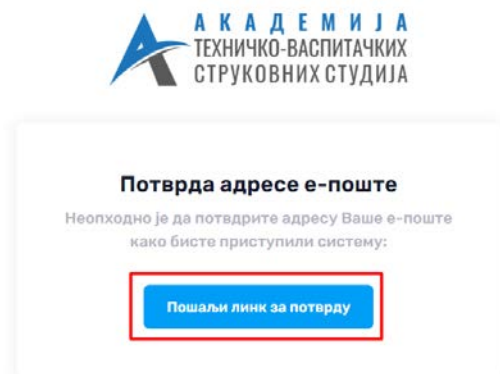 АКАДЕМИЈА
ТЕХНИЧКО-ВАСПИТАЧКИХ
СТРУКОВНИХ СТУДИЈА
Потврда адресе е-поште
Неопходно је да потвдрите адресу Ваше е-поште
како бисте приступили систему:
Пошаљи линк за потврду